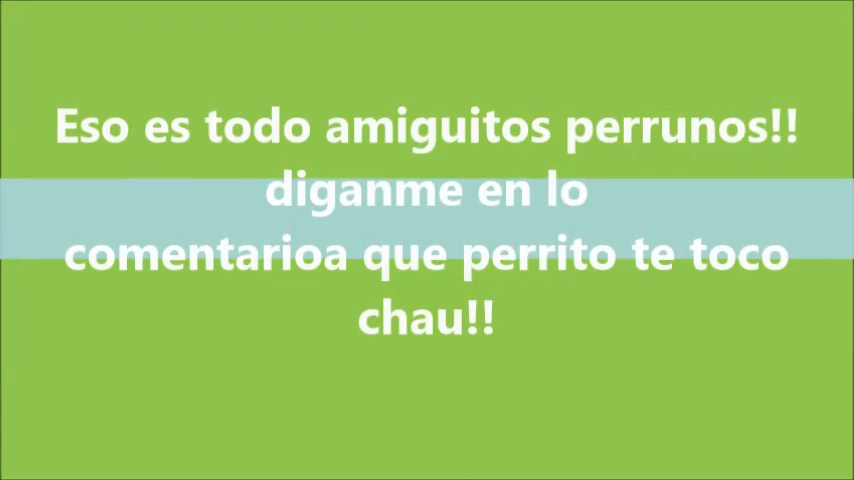 Eso es todo amiguitos perrunos!!
diganme en lo
comentarioa que perrito te toco
chau!!